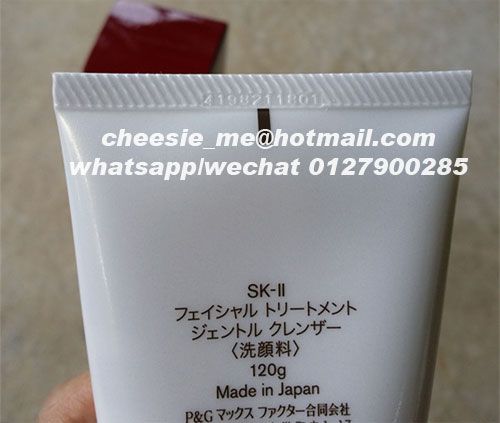 4198211801
cheesie_me@hotmail.com
whatsapp/wechat 0127900285
SK-II
フェイシャル トリートメント
ジェントル クレンザー
〈洗顔料〉
120g
Made in Japan
P&G マックス ファクター合同会社